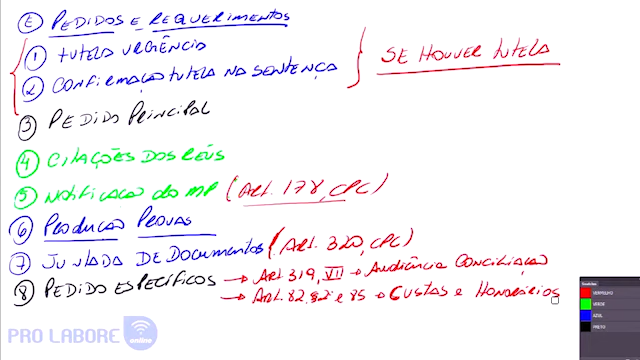 E PEDIDOS E REQUERIMENTOS
1 TUTELA URGÊNCIA
2 CONFIRMAÇÃO TUTELA NA SENTENÇA
SE HOUVER TUTELA
3 PEDIDO PRINCIPAL
4 CITAÇÕES DOS RÉUS
5 NOTIFICAÇÃO DO MP (ART. 178, CPC)
6 PRODUÇÃO PROVAS
7 JUNTADA DE DOCUMENTOS (ART. 320, CPC)
8 PEDIDO ESPECÍFICOS → ART. 319, VII → AUDIÊNCIA CONCILIAÇÃO
→ ART. 82, § 2º e 85 → CUSTAS E HONORÁRIOS
PRO LABORE
online
VERMELHO
VERDE
AZUL
PRETO